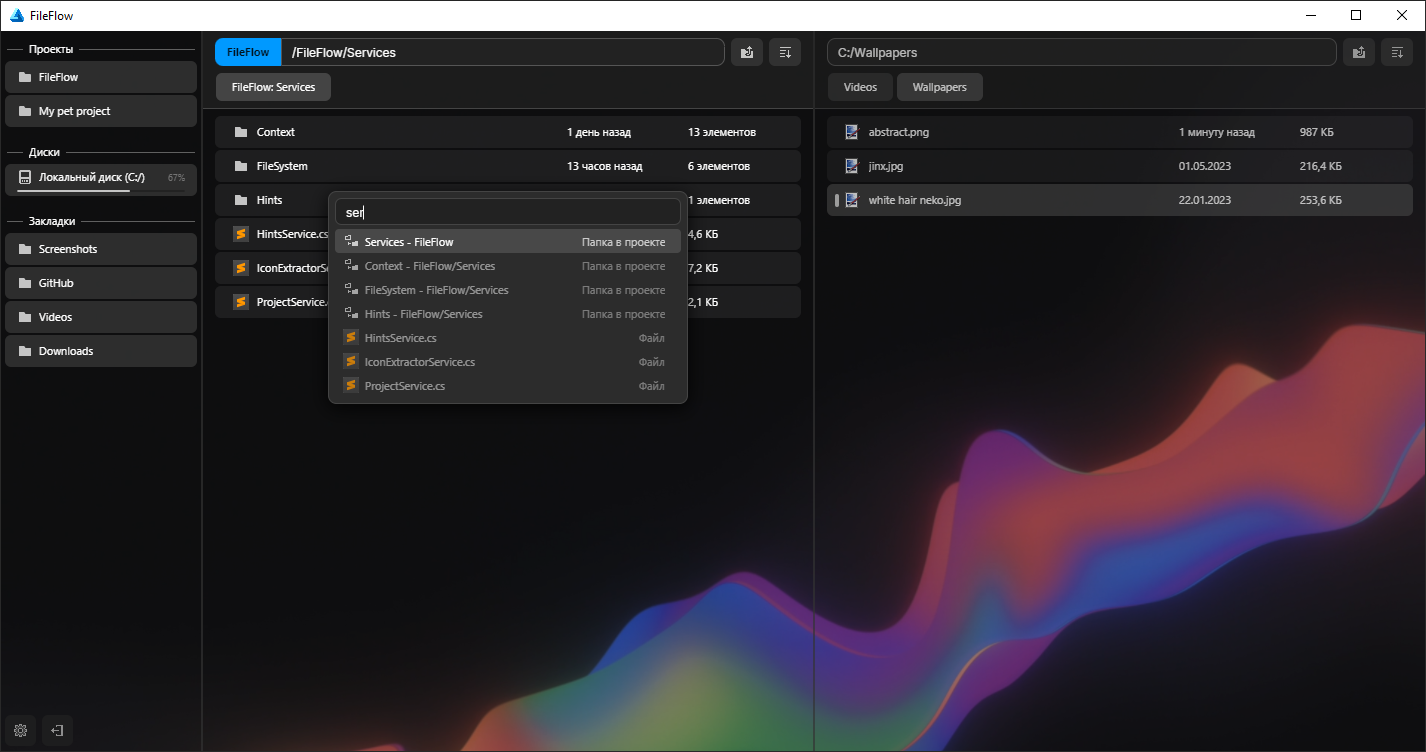 FileFlow
Проекты
FileFlow
My pet project
Диски
Локальный диск (C:/) 67%
Закладки
Screenshots
GitHub
Videos
Downloads
FileFlow /FileFlow/Services
FileFlow: Services
Context 1 день назад 13 элементов
FileSystem 13 часов назад 6 элементов
Hints 1 элементов
HintsService.cs 4,6 КБ
IconExtractorS 7,2 КБ
ProjectService. 2,1 КБ
ser
Services - FileFlow Папка в проекте
Context - FileFlow/Services Папка в проекте
FileSystem - FileFlow/Services Папка в проекте
Hints - FileFlow/Services Папка в проекте
HintsService.cs Файл
IconExtractorService.cs Файл
ProjectService.cs Файл
C:/Wallpapers
Videos Wallpapers
abstract.png 1 минуту назад 987 КБ
jinx.jpg 01.05.2023 216,4 КБ
white hair neko.jpg 22.01.2023 253,6 КБ